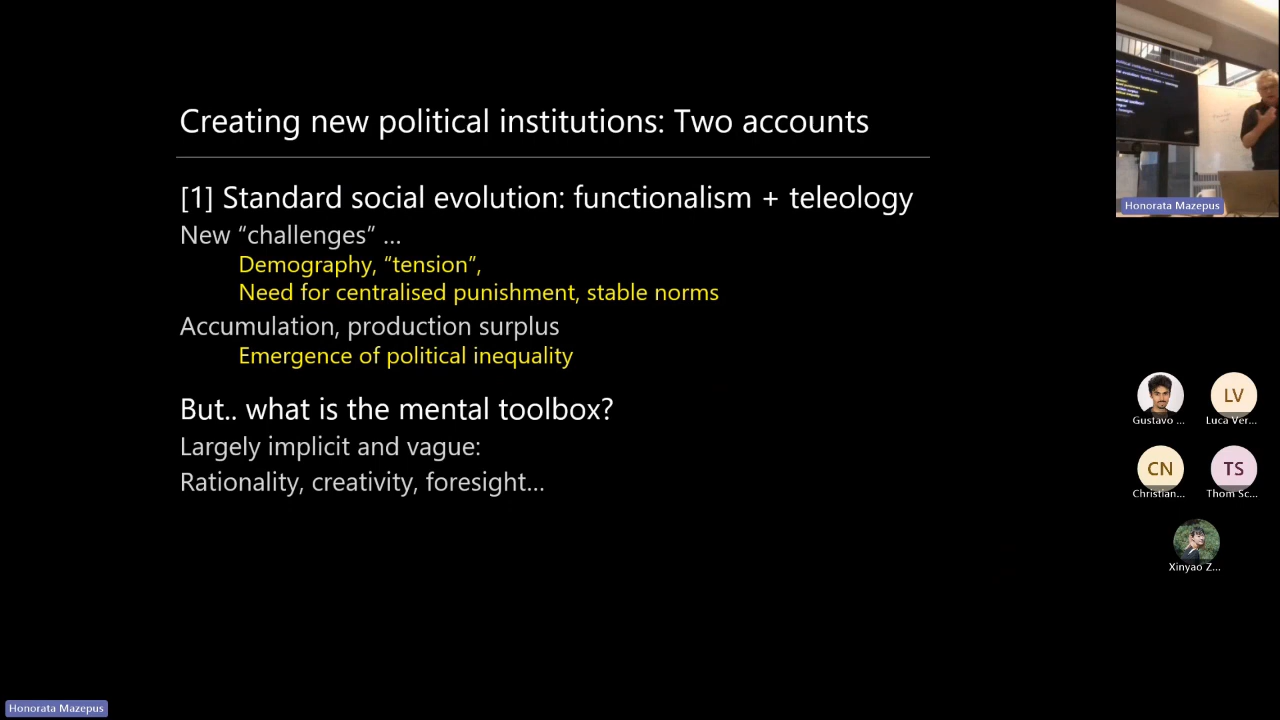 Creating new political institutions: Two accounts
[1] Standard social evolution: functionalism + teleology
New “challenges” ...
Demography, “tension”,
Need for centralised punishment, stable norms
Accumulation, production surplus
Emergence of political inequality
But.. what is the mental toolbox?
Largely implicit and vague:
Rationality, creativity, foresight...
Honorata Mazepus
Gustavo ...
LV
Luca Ver...
CN
Christian...
TS
Thom Sc...
Xinyao Z...
Honorata Mazepus